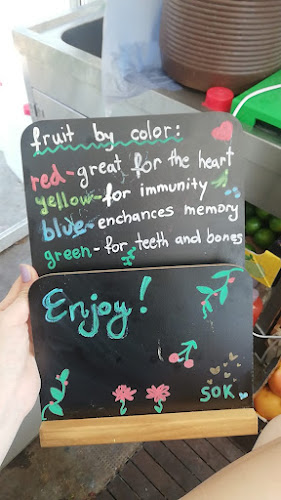 fruit by color:
red-great for the heart
yellow-for immunity
blue-enchances memory
green-for teeth and bones
Enjoy!
SOK